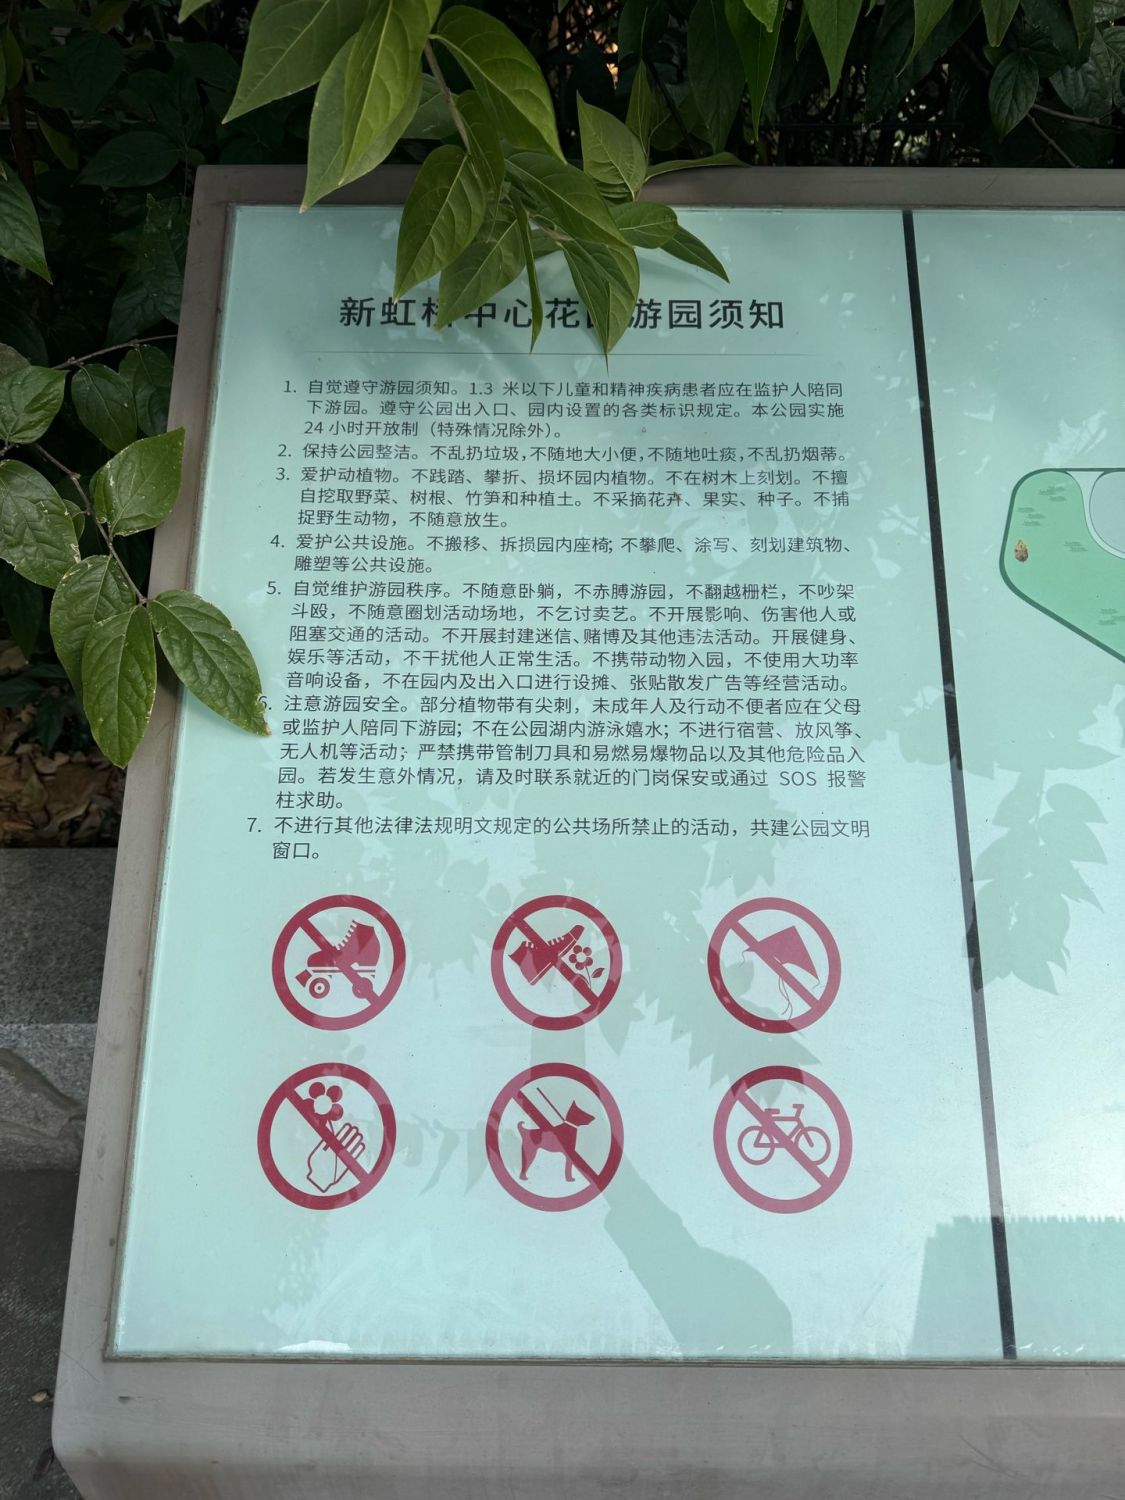 新虹桥中心花园游园须知
1. 自觉遵守游园须知。1.3 米以下儿童和精神疾病患者应在监护人陪同
下游园。遵守公园出入口、园内设置的各类标识规定。本公园实施
24 小时开放制（特殊情况除外）。
2. 保持公园整洁。不乱扔垃圾,不随地大小便,不随地吐痰,不乱扔烟蒂。
3. 爱护动植物。不践踏、攀折、损坏园内植物。不在树木上刻划。不擅
自挖取野菜、树根、竹笋和种植土。不采摘花卉、果实、种子。不捕
捉野生动物，不随意放生。
4. 爱护公共设施。不搬移、拆损园内座椅; 不攀爬、涂写、刻划建筑物、
雕塑等公共设施。
5. 自觉维护游园秩序。不随意卧躺，不赤膊游园，不翻越栅栏，不吵架
斗殴，不随意圈划活动场地，不乞讨卖艺。不开展影响、伤害他人或
阻塞交通的活动。不开展封建迷信、赌博及其他违法活动。开展健身、
娱乐等活动，不干扰他人正常生活。不携带动物入园，不使用大功率
音响设备，不在园内及出入口进行设摊、张贴散发广告等经营活动。
6. 注意游园安全。部分植物带有尖刺，未成年人及行动不便者应在父母
或监护人陪同下游园；不在公园湖内游泳嬉水；不进行宿营、放风筝、
无人机等活动；严禁携带管制刀具和易燃易爆物品以及其他危险品入
园。若发生意外情况，请及时联系就近的门岗保安或通过 SOS 报警
柱求助。
7. 不进行其他法律法规明文规定的公共场所禁止的活动，共建公园文明
窗口。